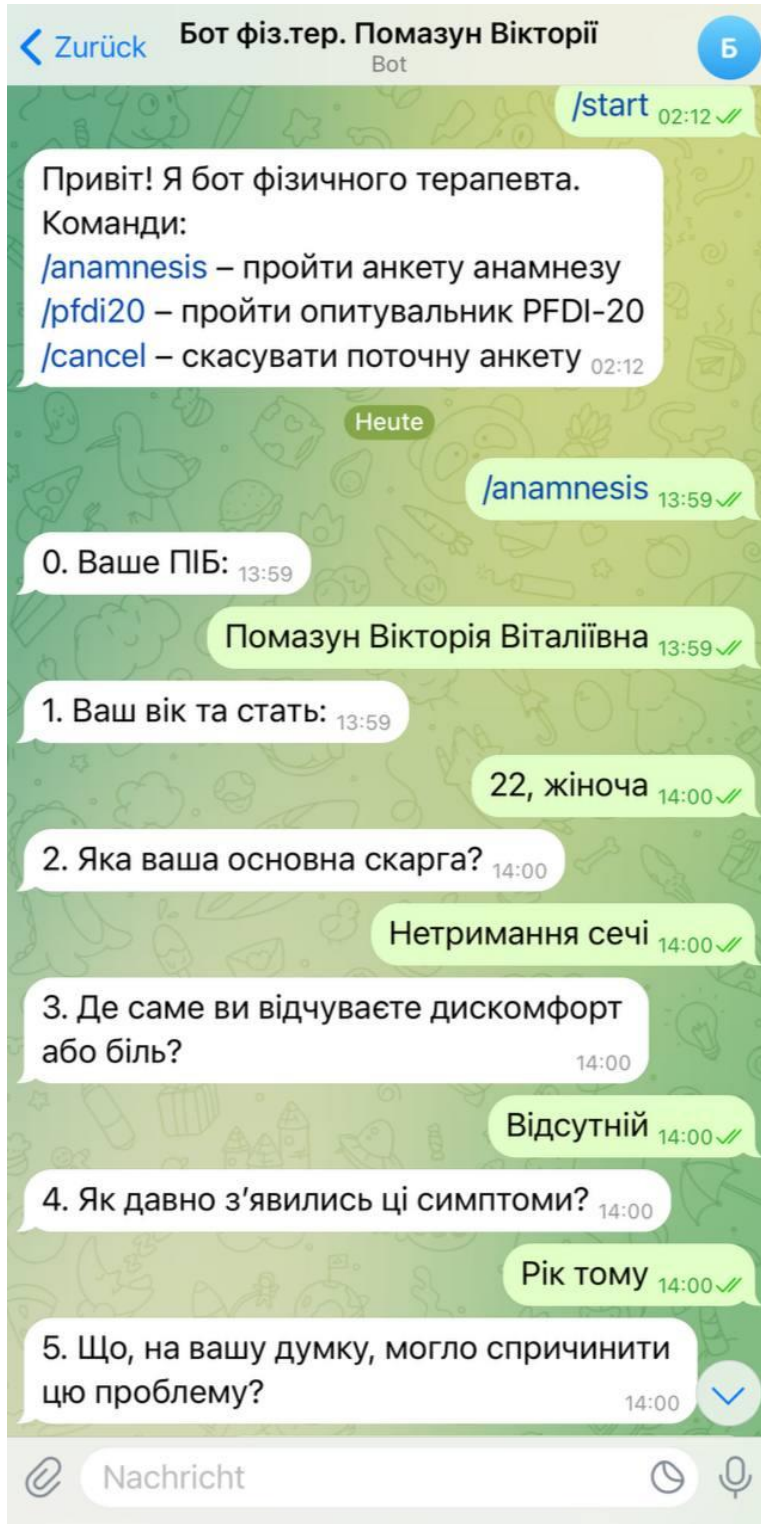 Zurück
Бот фіз.тер. Помазун Вікторії
Bot
Б
/start 02:12
Привіт! Я бот фізичного терапевта.
Команди:
/anamnesis – пройти анкету анамнезу
/pfdi20 – пройти опитувальник PFDI-20
/cancel – скасувати поточну анкету 02:12
Heute
/anamnesis 13:59
0. Ваше ПІБ: 13:59
Помазун Вікторія Віталіївна 13:59
1. Ваш вік та стать: 13:59
22, жіноча 14:00
2. Яка ваша основна скарга? 14:00
Нетримання сечі 14:00
3. Де саме ви відчуваєте дискомфорт
або біль? 14:00
Відсутній 14:00
4. Як давно з’явились ці симптоми? 14:00
Рік тому 14:00
5. Що, на вашу думку, могло спричинити
цю проблему? 14:00
Nachricht